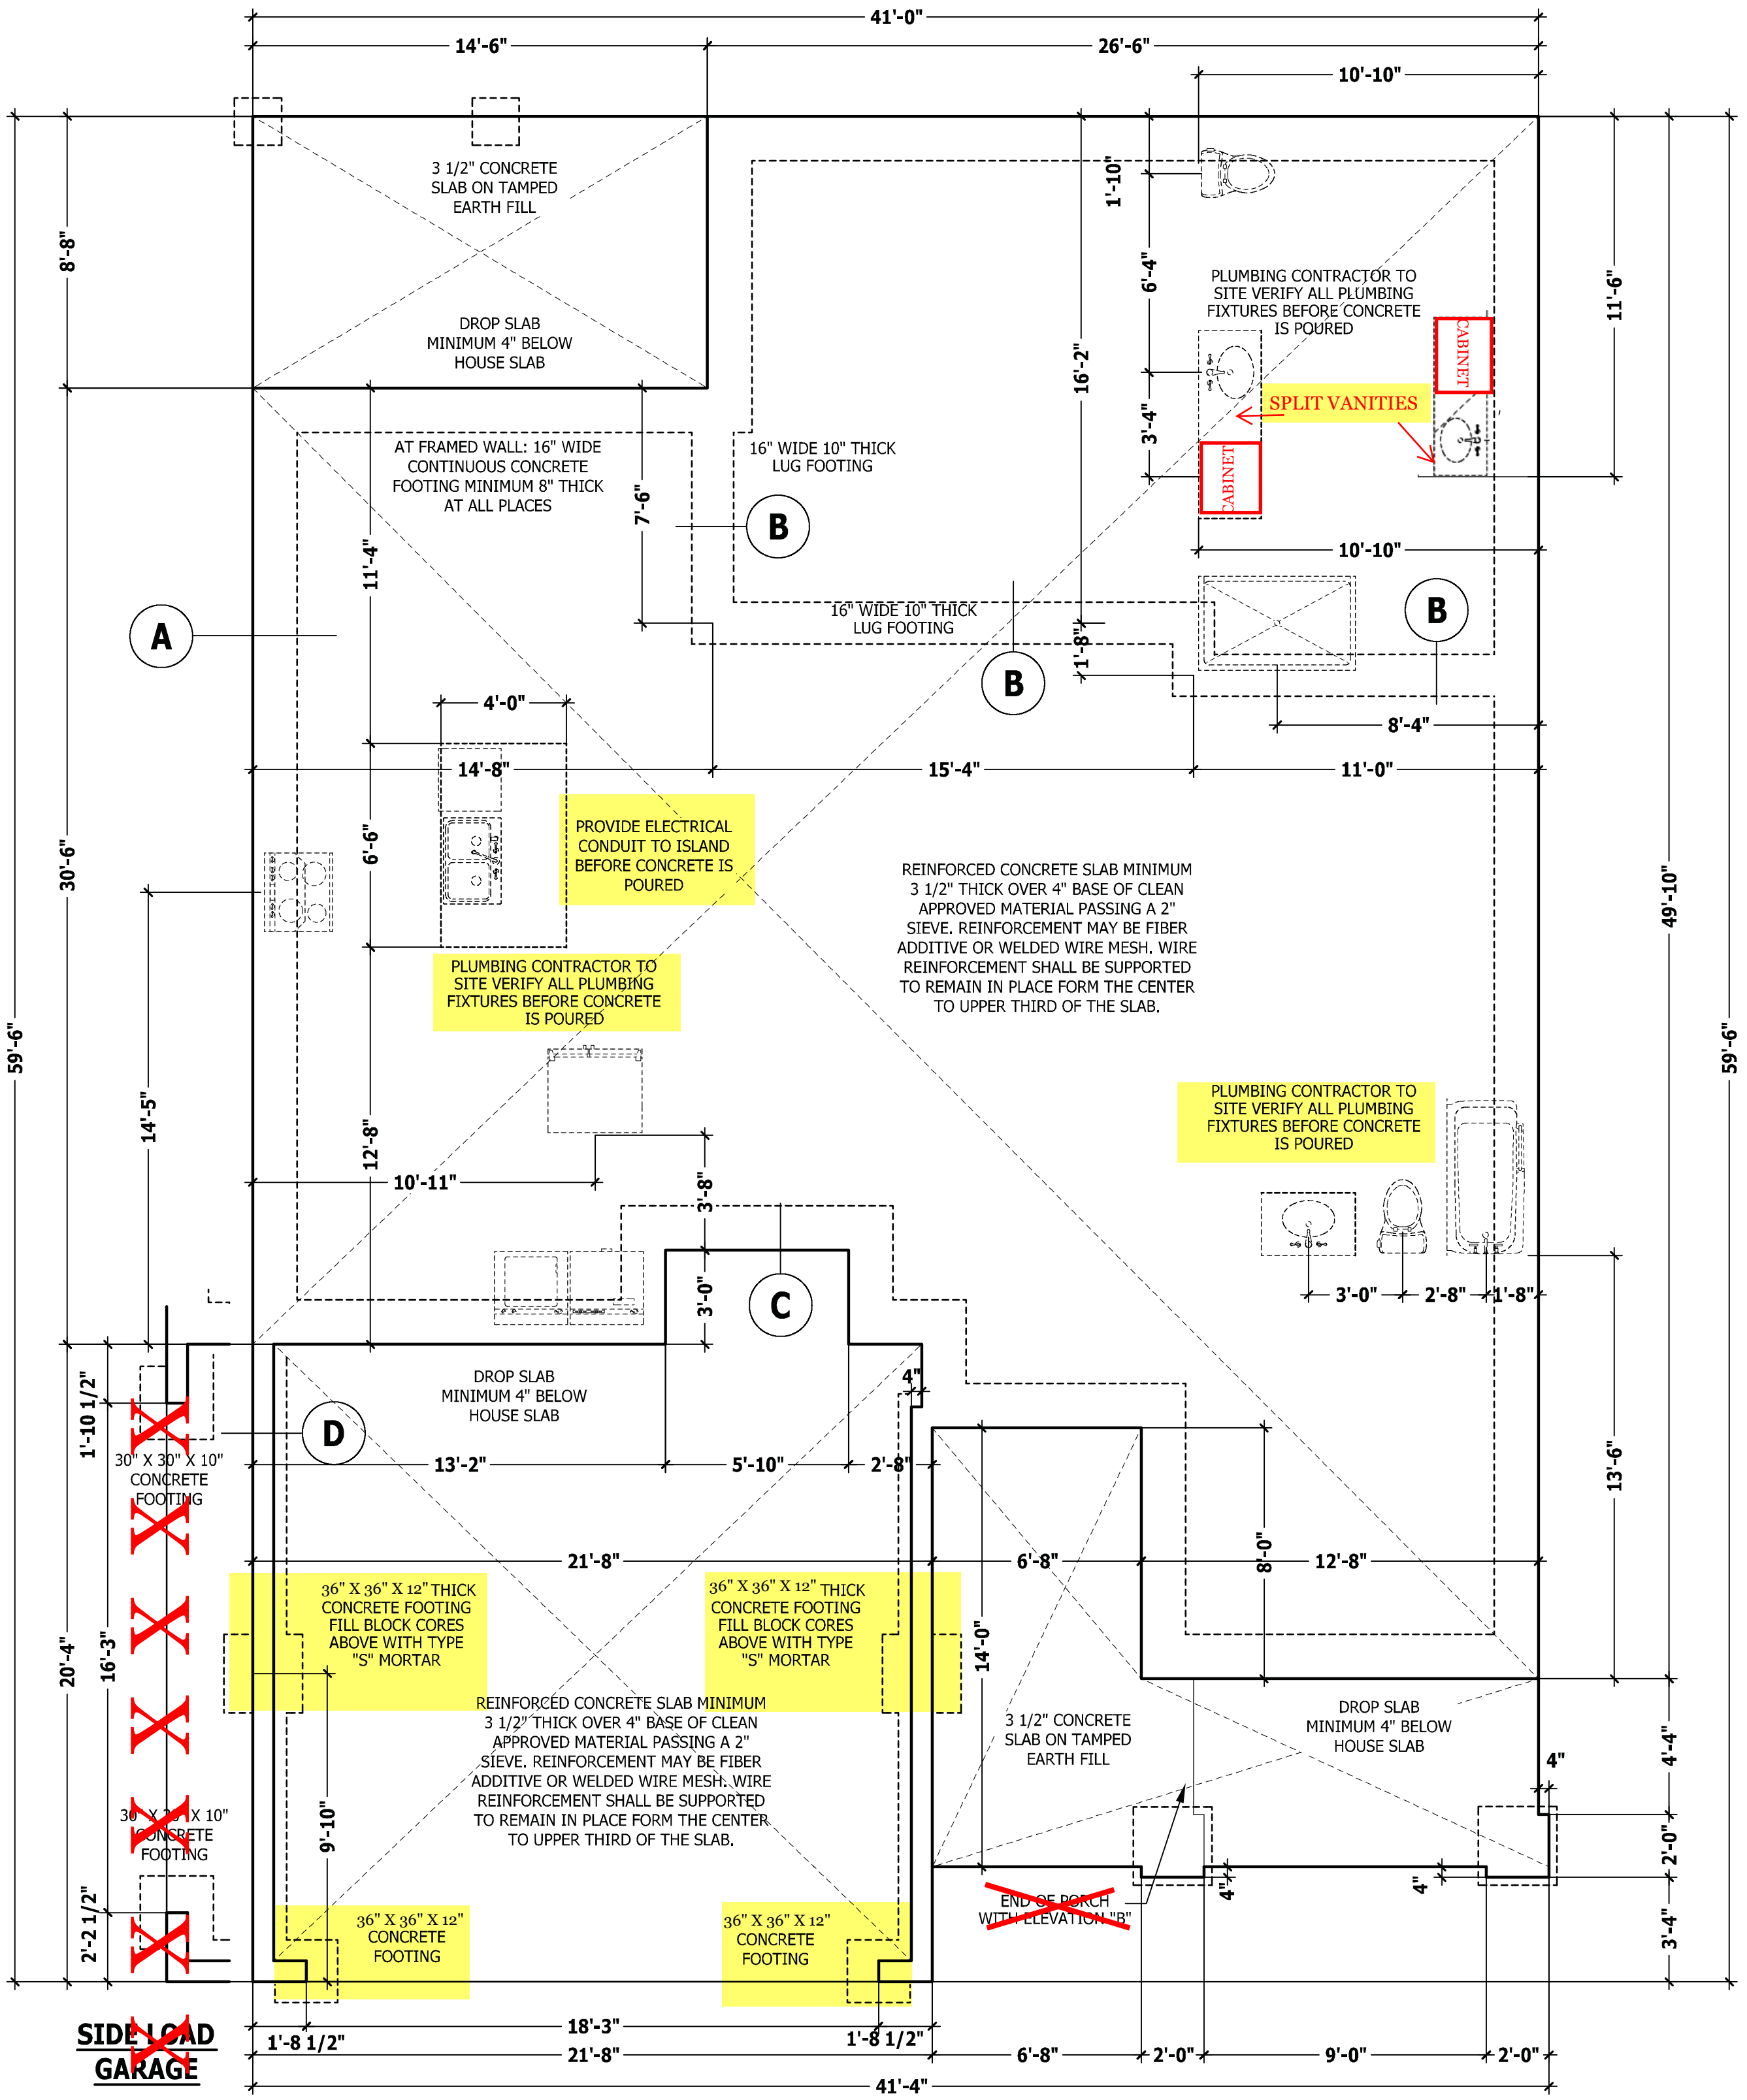 41'-0"
14'-6"
26'-6"
10'-10"
3 1/2" CONCRETE
SLAB ON TAMPED
EARTH FILL
1'-10"
8'-8"
6'-4"
11'-6"
PLUMBING CONTRACTOR TO
SITE VERIFY ALL PLUMBING
FIXTURES BEFORE CONCRETE
IS POURED
DROP SLAB
MINIMUM 4" BELOW
HOUSE SLAB
CABINET
16'-2"
SPLIT VANITIES
3'-4"
AT FRAMED WALL: 16" WIDE
CONTINUOUS CONCRETE
FOOTING MINIMUM 8" THICK
AT ALL PLACES
16" WIDE 10" THICK
LUG FOOTING
CABINET
7'-6"
B
11'-4"
10'-10"
A
16" WIDE 10" THICK
LUG FOOTING
B
1'-8"
B
4'-0"
8'-4"
14'-8"
15'-4"
11'-0"
PROVIDE ELECTRICAL
CONDUIT TO ISLAND
BEFORE CONCRETE IS
POURED
6'-6"
30'-6"
49'-10"
REINFORCED CONCRETE SLAB MINIMUM
3 1/2" THICK OVER 4" BASE OF CLEAN
APPROVED MATERIAL PASSING A 2"
SIEVE. REINFORCEMENT MAY BE FIBER
ADDITIVE OR WELDED WIRE MESH. WIRE
REINFORCEMENT SHALL BE SUPPORTED
TO REMAIN IN PLACE FORM THE CENTER
TO UPPER THIRD OF THE SLAB.
PLUMBING CONTRACTOR TO
SITE VERIFY ALL PLUMBING
FIXTURES BEFORE CONCRETE
IS POURED
59'-6"
59'-6"
14'-5"
12'-8"
PLUMBING CONTRACTOR TO
SITE VERIFY ALL PLUMBING
FIXTURES BEFORE CONCRETE
IS POURED
10'-11"
3'-8"
3'-0"
C
3'-0"
2'-8"
1'-8"
DROP SLAB
MINIMUM 4" BELOW
HOUSE SLAB
4"
1'-10 1/2"
X
D
30" X 30" X 10"
CONCRETE
FOOTING
13'-2"
5'-10"
2'-8"
13'-6"
X
21'-8"
6'-8"
8'-0"
12'-8"
36" X 36" X 12" THICK
CONCRETE FOOTING
FILL BLOCK CORES
ABOVE WITH TYPE
"S" MORTAR
36" X 36" X 12" THICK
CONCRETE FOOTING
FILL BLOCK CORES
ABOVE WITH TYPE
"S" MORTAR
X
14'-0"
20'-4"
16'-3"
REINFORCED CONCRETE SLAB MINIMUM
3 1/2" THICK OVER 4" BASE OF CLEAN
APPROVED MATERIAL PASSING A 2"
SIEVE. REINFORCEMENT MAY BE FIBER
ADDITIVE OR WELDED WIRE MESH. WIRE
REINFORCEMENT SHALL BE SUPPORTED
TO REMAIN IN PLACE FORM THE CENTER
TO UPPER THIRD OF THE SLAB.
X
3 1/2" CONCRETE
SLAB ON TAMPED
EARTH FILL
DROP SLAB
MINIMUM 4" BELOW
HOUSE SLAB
4'-4"
4"
9'-10"
30" X 30" X 10"
CONCRETE
FOOTING
X
2'-0"
4"
4"
END OF PORCH
WITH ELEVATION "B"
36" X 36" X 12"
CONCRETE
FOOTING
36" X 36" X 12"
CONCRETE
FOOTING
2'-2 1/2"
X
3'-4"
SIDE LOAD
GARAGE
X
18'-3"
1'-8 1/2"
1'-8 1/2"
21'-8"
6'-8"
2'-0"
9'-0"
2'-0"
41'-4"